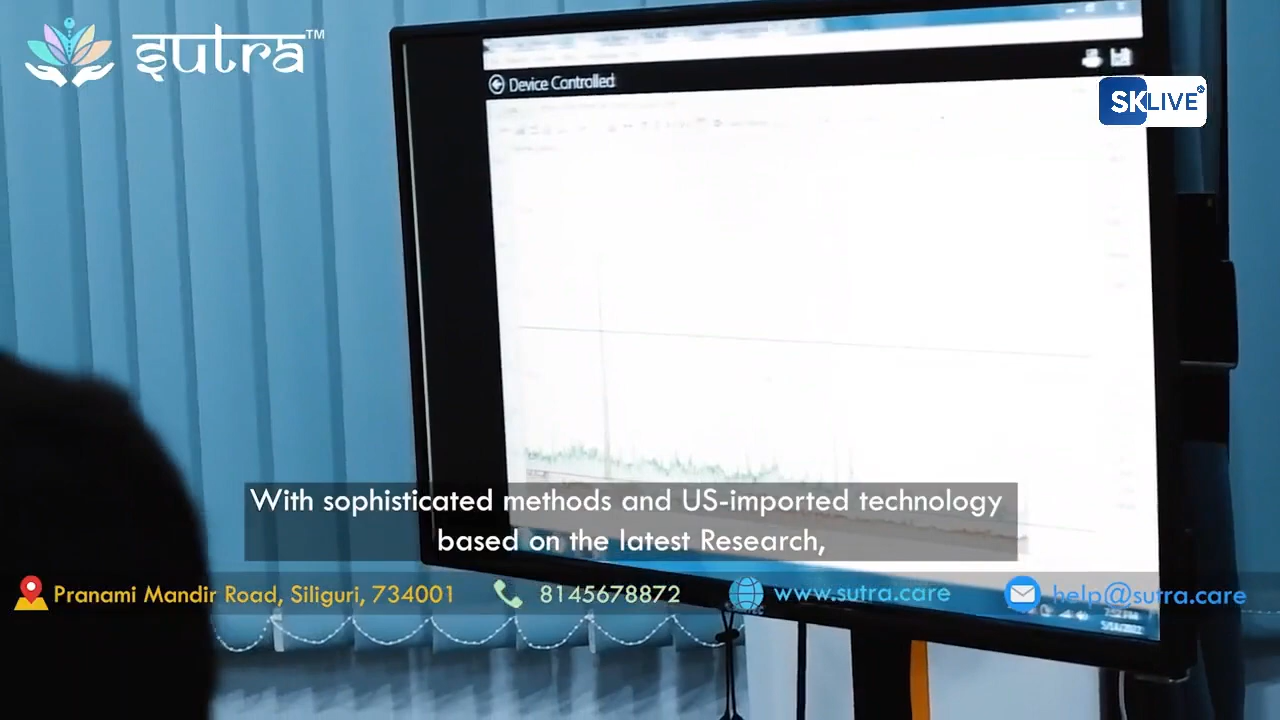 sutra™
Device Controlled
SKLIVE
With sophisticated methods and US-imported technology
based on the latest Research,
Pranami Mandir Road, Siliguri, 734001
8145678872
www.sutra.care
help@sutra.care